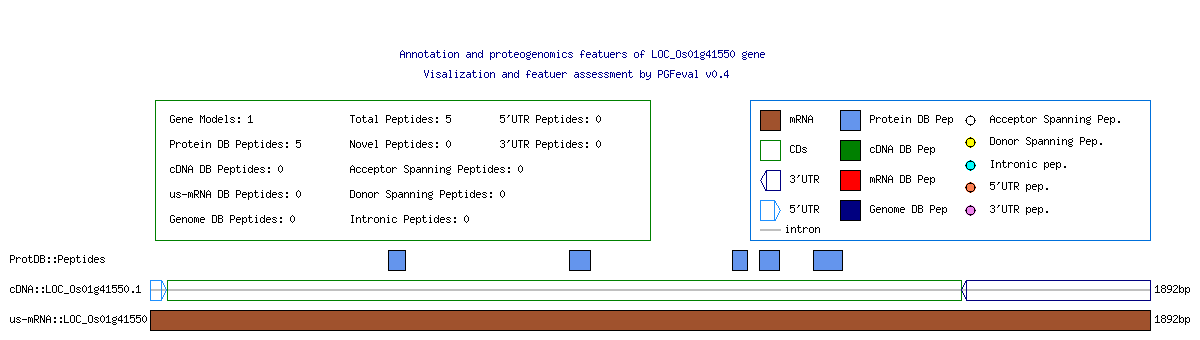 Annotation and proteogenomics featuers of LOC_Os01g41550 gene
Visalization and featuer assessment by PGFeval v0.4
Gene Models: 1
Total Peptides: 5
5'UTR Peptides: 0
Protein DB Peptides: 5
Novel Peptides: 0
3'UTR Peptides: 0
cDNA DB Peptides: 0
Acceptor Spanning Peptides: 0
us-mRNA DB Peptides: 0
Donor Spanning Peptides: 0
Genome DB Peptides: 0
Intronic Peptides: 0
mRNA
Protein DB Pep
Acceptor Spanning Pep.
CDs
cDNA DB Pep
Donor Spanning Pep.
3'UTR
mRNA DB Pep
Intronic pep.
5'UTR
Genome DB Pep
5'UTR pep.
3'UTR pep.
intron
ProtDB::Peptides
cDNA::LOC_Os01g41550.1
1892bp
us-mRNA::LOC_Os01g41550
1892bp